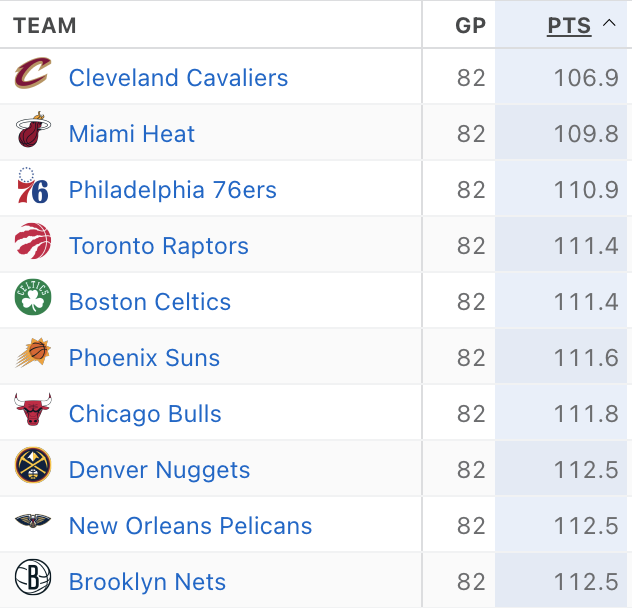 TEAM GP PTS
Cleveland Cavaliers 82 106.9
Miami Heat 82 109.8
76 Philadelphia 76ers 82 110.9
Toronto Raptors 82 111.4
CELTICS Boston Celtics 82 111.4
Phoenix Suns 82 111.6
Chicago Bulls 82 111.8
Denver Nuggets 82 112.5
New Orleans Pelicans 82 112.5
B Brooklyn Nets 82 112.5